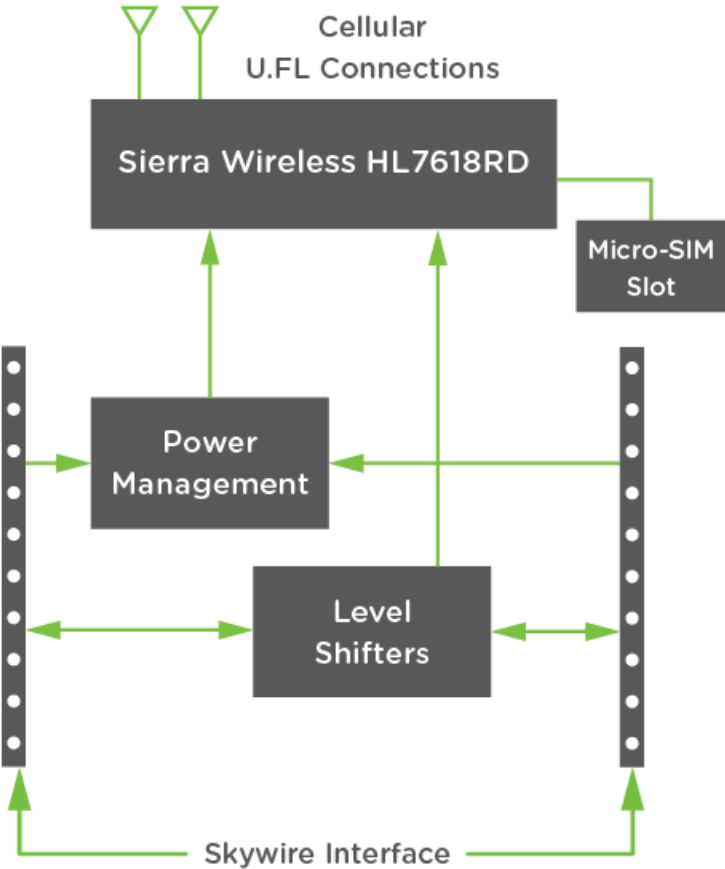 Cellular
U.FL Connections
Sierra Wireless HL7618RD
Micro-SIM
Slot
Power
Management
Level
Shifters
Skywire Interface